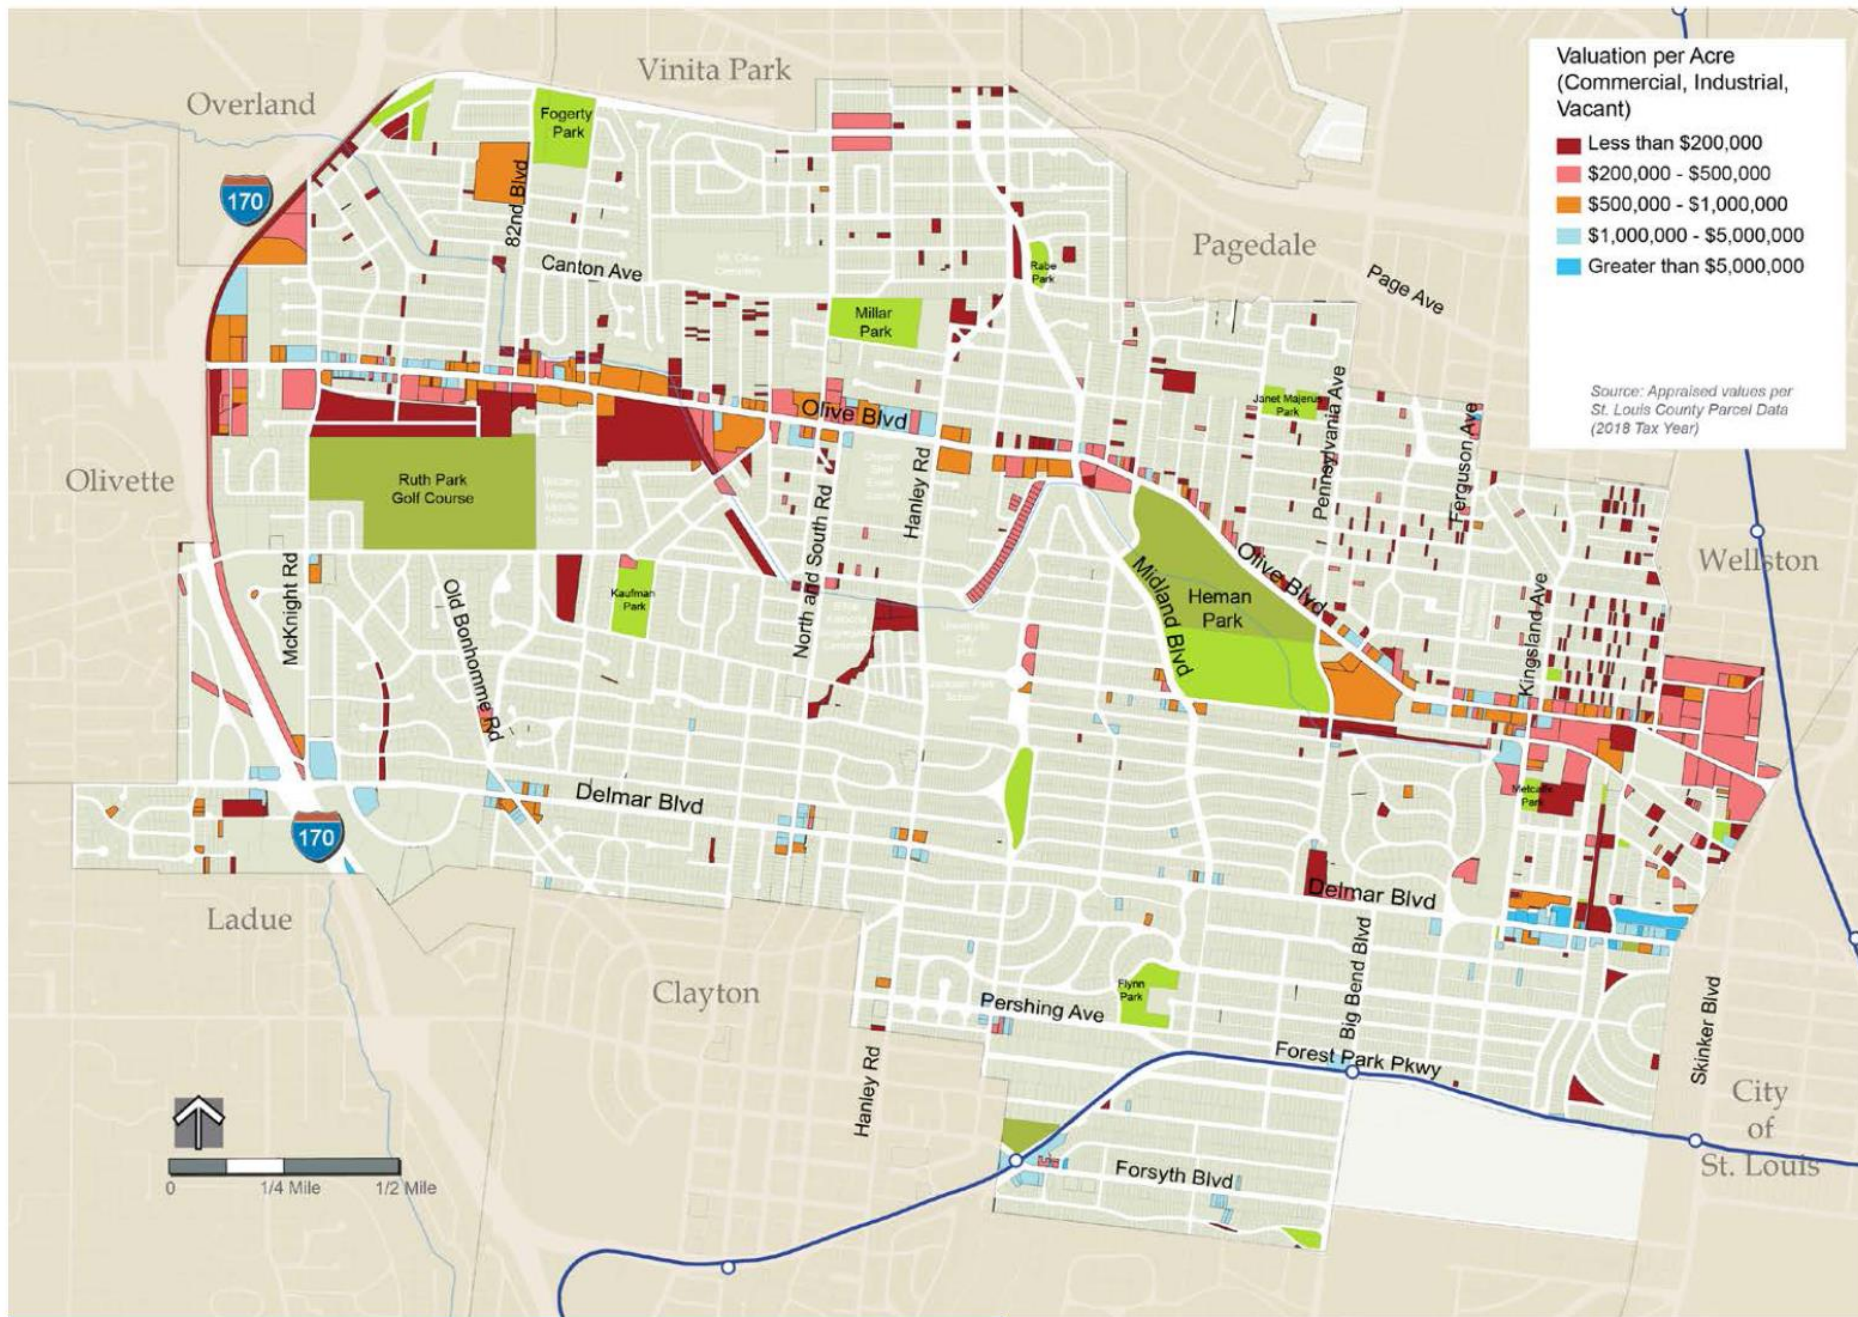 Vinita Park
Overland
Valuation per Acre
(Commercial, Industrial,
Vacant)
Less than $200,000
$200,000 - $500,000
$500,000 - $1,000,000
$1,000,000 - $5,000,000
Greater than $5,000,000
Source: Appraised values per
St. Louis County Parcel Data
(2018 Tax Year)
Fogerty
Park
170
82nd Blvd
Canton Ave
Mt. Olive
Cemetery
Pagedale
Page Ave
Rabe
Park
Millar
Park
Olive Blvd
Janet Majerus
Park
Pennsylvania Ave
Ferguson Ave
Olivette
Ruth Park
Golf Course
Hanley Rd
North and South Rd
McKnight Rd
Old Bonhomme Rd
Kaufman
Park
Midland Blvd
Heman
Park
Olive Blvd
Kingsland Ave
Wellston
Delmar Blvd
Metcalfe
Park
170
Ladue
Delmar Blvd
Clayton
Flynn
Park
Pershing Ave
Big Bend Blvd
Skinker Blvd
Hanley Rd
Forest Park Pkwy
City
of
St. Louis
Forsyth Blvd
0
1/4 Mile
1/2 Mile